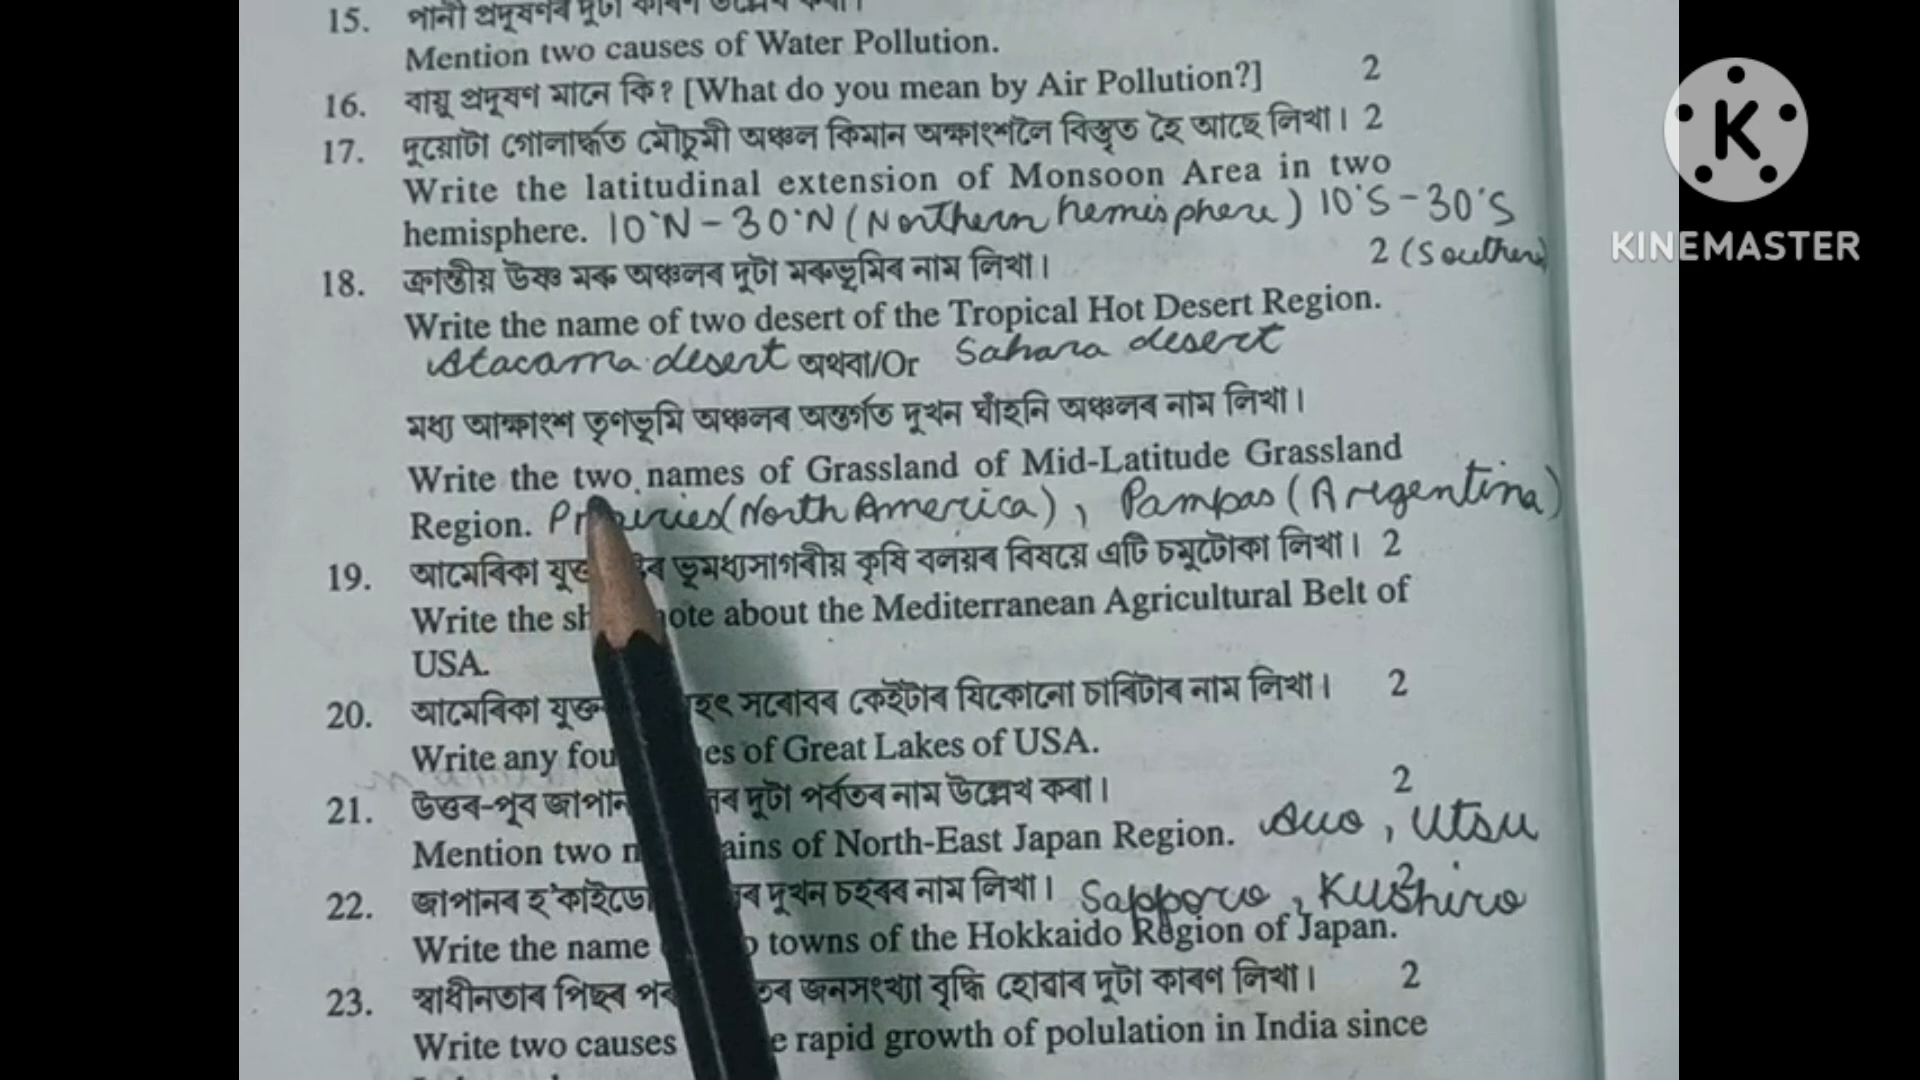 15. পানী প্ৰদূষণৰ দুটা কাৰণ উল্লেখ কৰা।
Mention two causes of Water Pollution.
16. বায়ু প্ৰদূষণ মানে কি? [What do you mean by Air Pollution?] 2
17. দুয়োটা গোলাৰ্দ্ধত মৌচুমী অঞ্চল কিমান অক্ষাংশলৈ বিস্তৃত হৈ আছে লিখা। 2
Write the latitudinal extension of Monsoon Area in two
hemisphere. 10°N-30°N (Northern hemisphere) 10°S-30°S
2 (Southern)
18. ক্ৰান্তীয় উষ্ণ মৰু অঞ্চলৰ দুটা মৰুভূমিৰ নাম লিখা।
Write the name of two desert of the Tropical Hot Desert Region.
Atacama desert অথবা/Or Sahara desert
মধ্য আক্ষাংশ তৃণভূমি অঞ্চলৰ অন্তৰ্গত দুখন ঘাঁহনি অঞ্চলৰ নাম লিখা।
Write the two names of Grassland of Mid-Latitude Grassland
Region. Prairies (North America), Pampas (Aregentina)
19. আমেৰিকা ভূমধ্যসাগৰীয় কৃষি বলয়ৰ বিষয়ে এটি চমুটোকা লিখা। 2
Write the note about the Mediterranean Agricultural Belt of
USA.
20. আমেৰিকা সৰোবৰ কেইটাৰ যিকোনো চাৰিটাৰ নাম লিখা। 2
Write any of Great Lakes of USA.
21. উত্তৰ-পূব জাপান দুটা পৰ্বতৰ নাম উল্লেখ কৰা। 2
Mention two of North-East Japan Region. Auo, Utsu
22. জাপানৰ দুখন চহৰৰ নাম লিখা। Sapporo, Kushiro 2
Write the name towns of the Hokkaido Region of Japan.
23. স্বাধীনতাৰ পিছৰ জনসংখ্যা বৃদ্ধি হোৱাৰ দুটা কাৰণ লিখা। 2
Write two causes rapid growth of polulation in India since
K
KINEMASTER